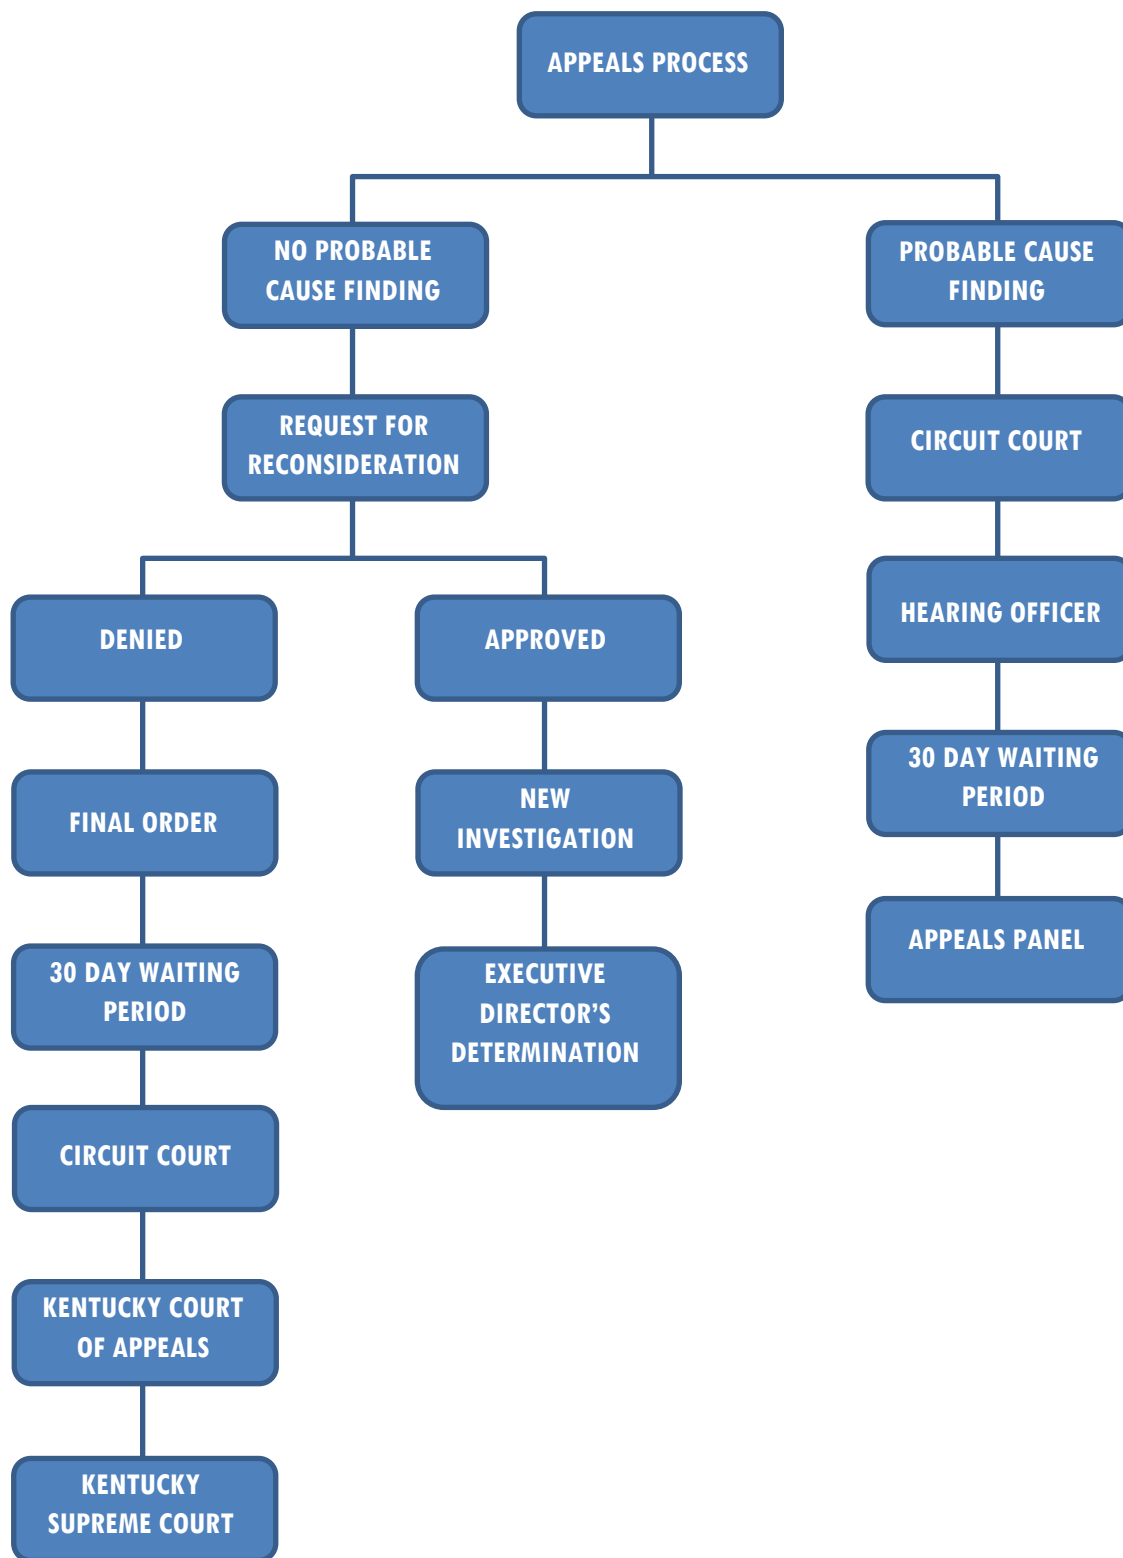 APPEALS PROCESS
NO PROBABLE
CAUSE FINDING
PROBABLE CAUSE
FINDING
REQUEST FOR
RECONSIDERATION
CIRCUIT COURT
DENIED
APPROVED
HEARING OFFICER
FINAL ORDER
NEW
INVESTIGATION
30 DAY WAITING
PERIOD
30 DAY WAITING
PERIOD
EXECUTIVE
DIRECTOR’S
DETERMINATION
APPEALS PANEL
CIRCUIT COURT
KENTUCKY COURT
OF APPEALS
KENTUCKY
SUPREME COURT